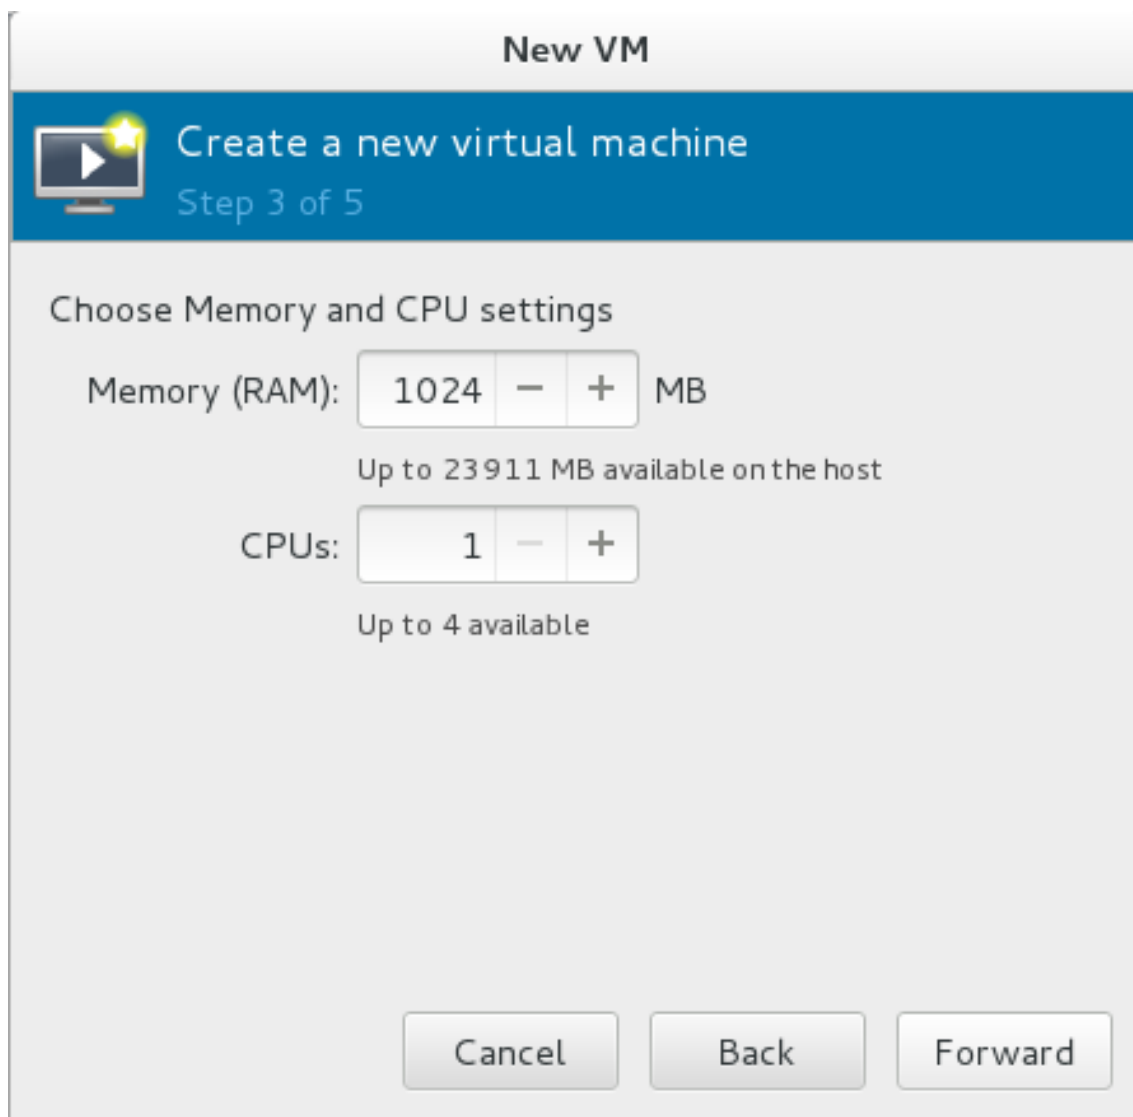 New VM
Create a new virtual machine
Step 3 of 5
Choose Memory and CPU settings
Memory (RAM): 1024 − + MB
Up to 23911 MB available on the host
CPUs: 1 − +
Up to 4 available
Cancel Back Forward